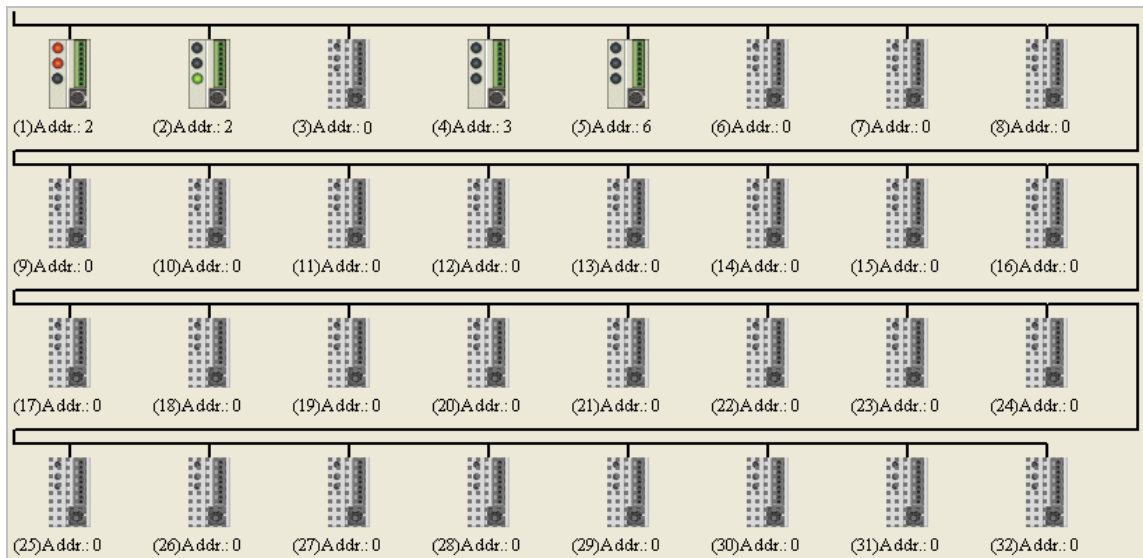 (1)Addr.: 2 (2)Addr.: 2 (3)Addr.: 0 (4)Addr.: 3 (5)Addr.: 6 (6)Addr.: 0 (7)Addr.: 0 (8)Addr.: 0
(9)Addr.: 0 (10)Addr.: 0 (11)Addr.: 0 (12)Addr.: 0 (13)Addr.: 0 (14)Addr.: 0 (15)Addr.: 0 (16)Addr.: 0
(17)Addr.: 0 (18)Addr.: 0 (19)Addr.: 0 (20)Addr.: 0 (21)Addr.: 0 (22)Addr.: 0 (23)Addr.: 0 (24)Addr.: 0
(25)Addr.: 0 (26)Addr.: 0 (27)Addr.: 0 (28)Addr.: 0 (29)Addr.: 0 (30)Addr.: 0 (31)Addr.: 0 (32)Addr.: 0